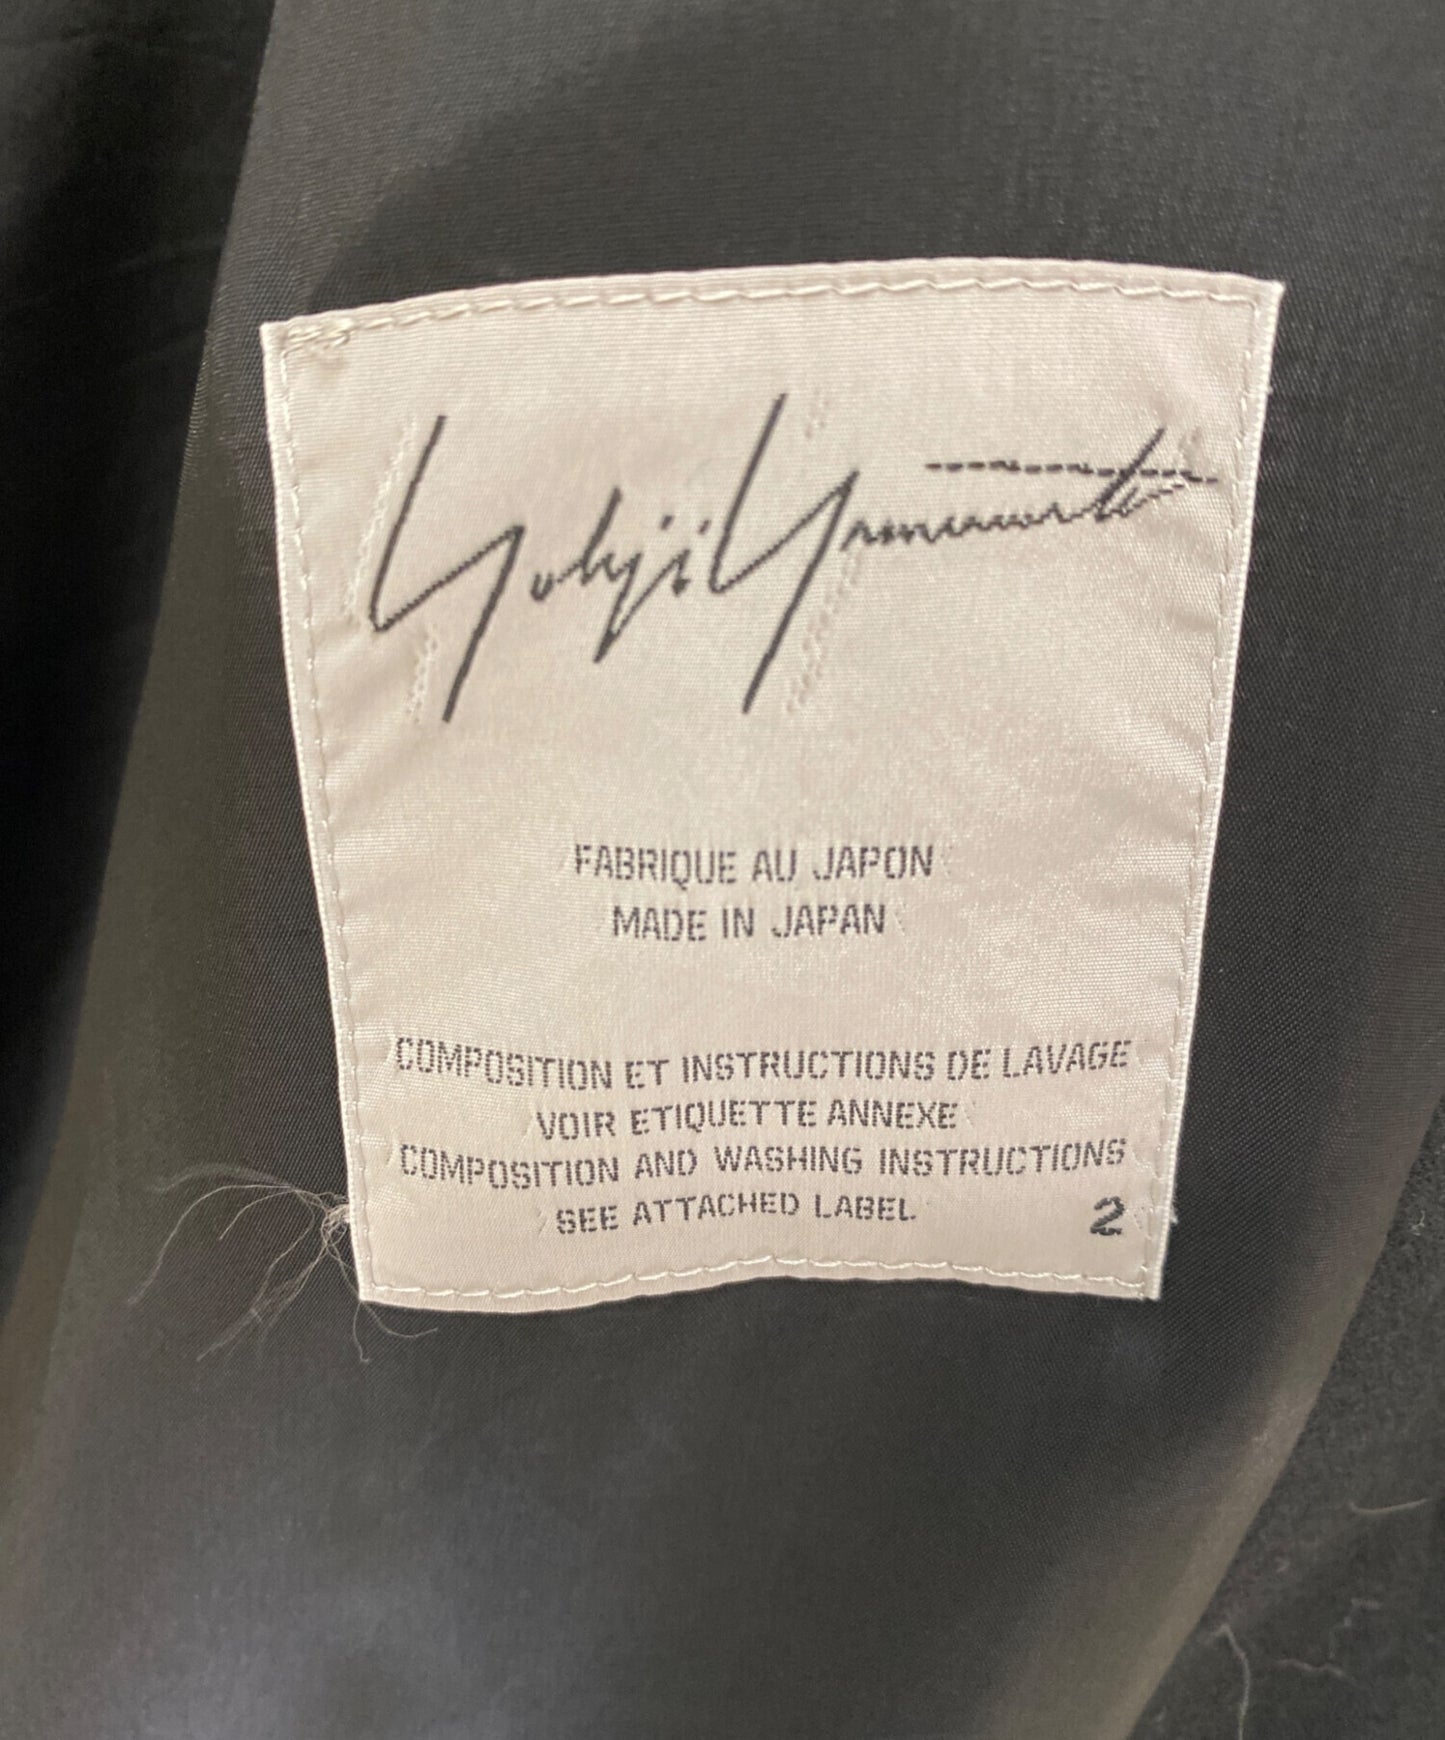 Yohji Yamamoto
FABRIQUE AU JAPON
MADE IN JAPAN
COMPOSITION ET INSTRUCTIONS DE LAVAGE
VOIR ETIQUETTE ANNEXE
COMPOSITION AND WASHING INSTRUCTIONS
SEE ATTACHED LABEL.
2